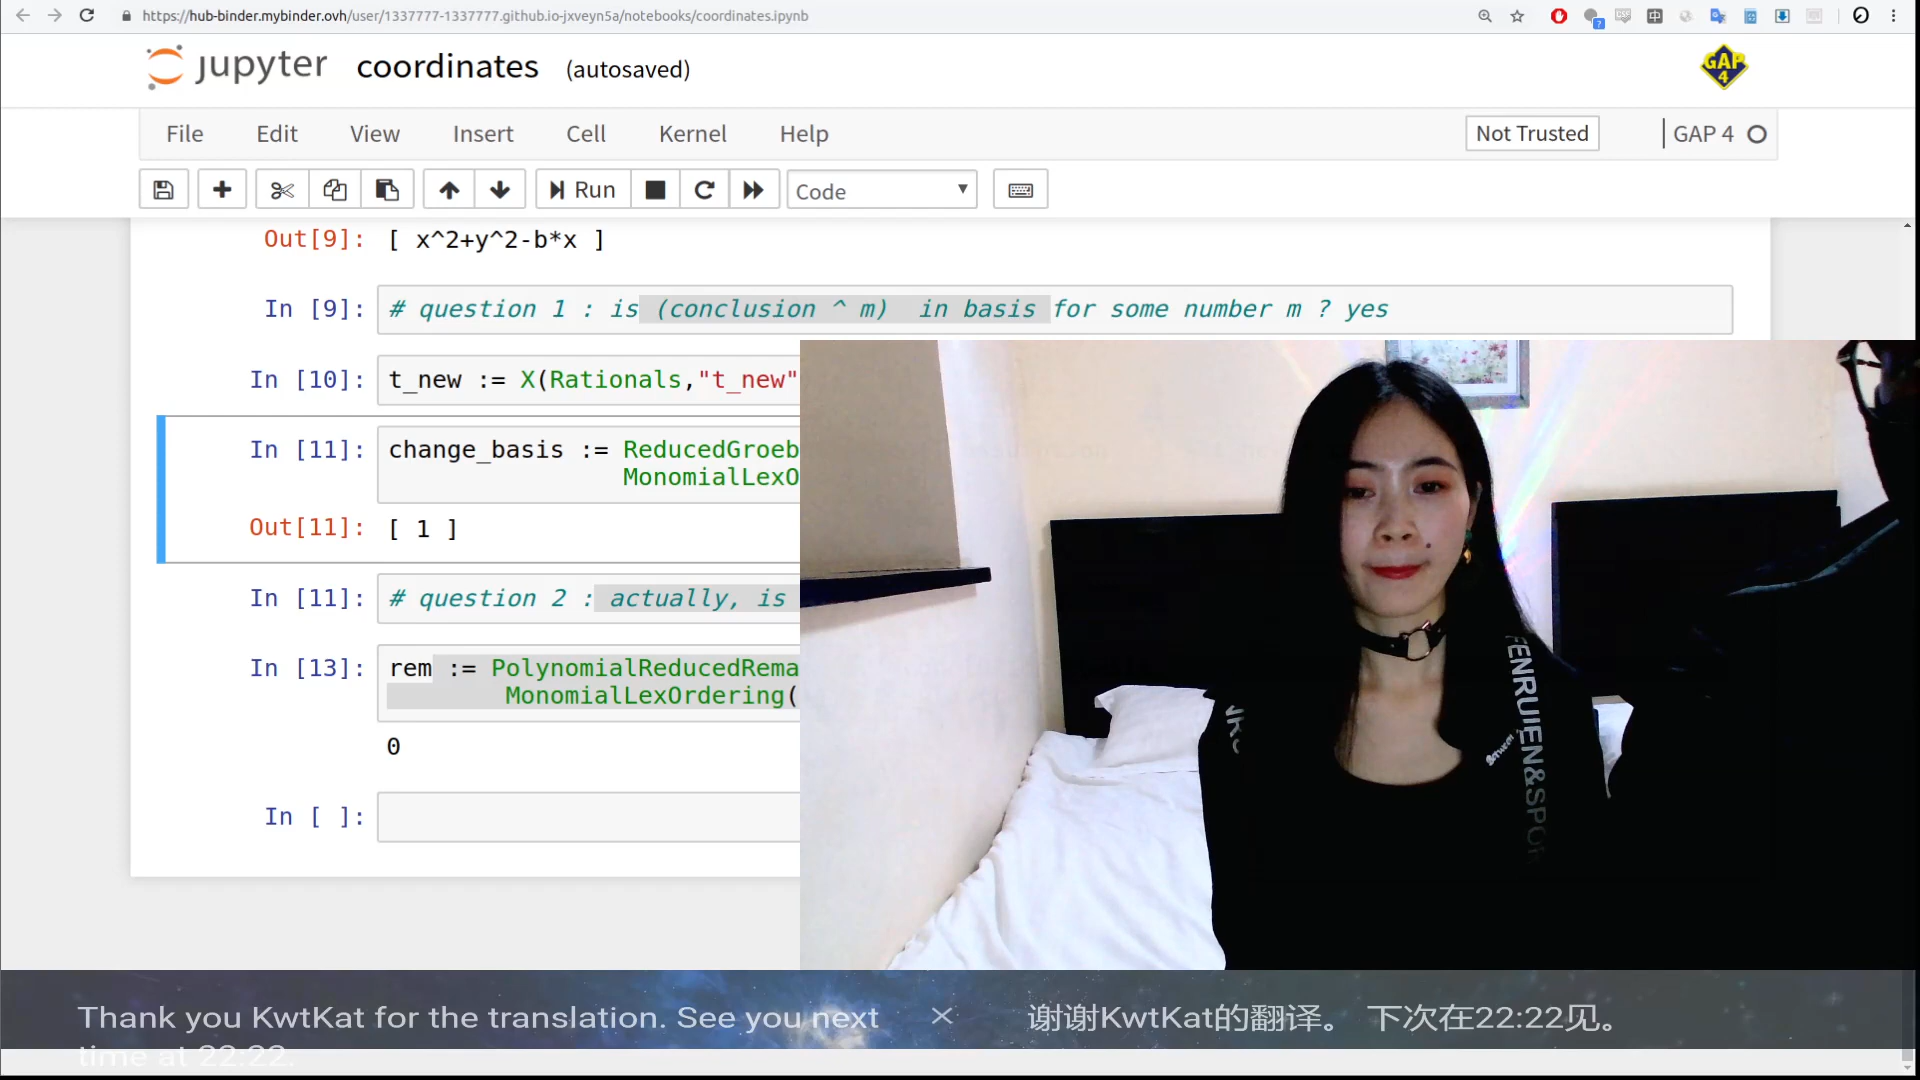 https://hub-binder.mybinder.ovh/user/1337777-1337777.github.io-jxveyn5a/notebooks/coordinates.ipynb
jupyter coordinates (autosaved)
GAP 4
File Edit View Insert Cell Kernel Help Not Trusted GAP 4
Run Code
Out[9]: [ x^2+y^2-b*x ]
In [9]: # question 1 : is (conclusion ^ m)  in basis for some number m ? yes
In [10]: t_new := X(Rationals,"t_new"
In [11]: change_basis := ReducedGroeb
MonomialLexO
Out[11]: [ 1 ]
In [11]: # question 2 : actually, is
In [13]: rem := PolynomialReducedRema
MonomialLexOrdering(
0
In [ ]:
FENRUIEN&SPOR
Between
Thank you KwtKat for the translation. See you next
time at 22:22.
谢谢KwtKat的翻译。 下次在22:22见。